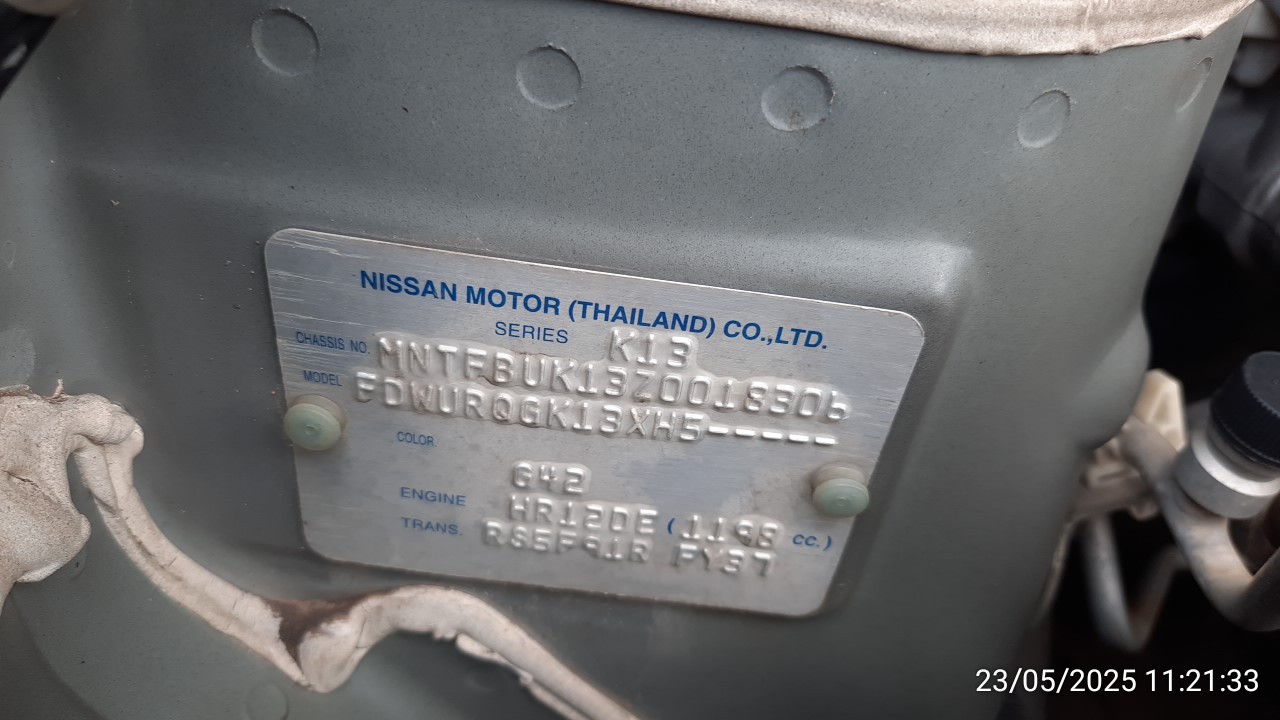 NISSAN MOTOR (THAILAND) CO.,LTD.
SERIES K13
CHASSIS NO. MNTFBUK13Z0018306
MODEL FDWURQGK13XH5-----
COLOR
G42
ENGINE HR12DE (1198 cc.)
TRANS. RS5F91R FY37
23/05/2025 11:21:33